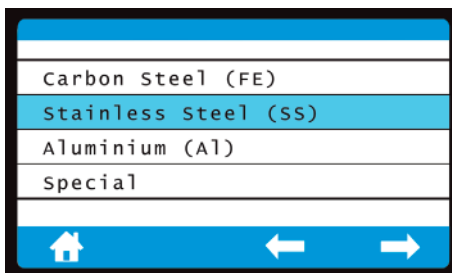 Carbon Steel (FE)
Stainless Steel (SS)
Aluminium (Al)
Special